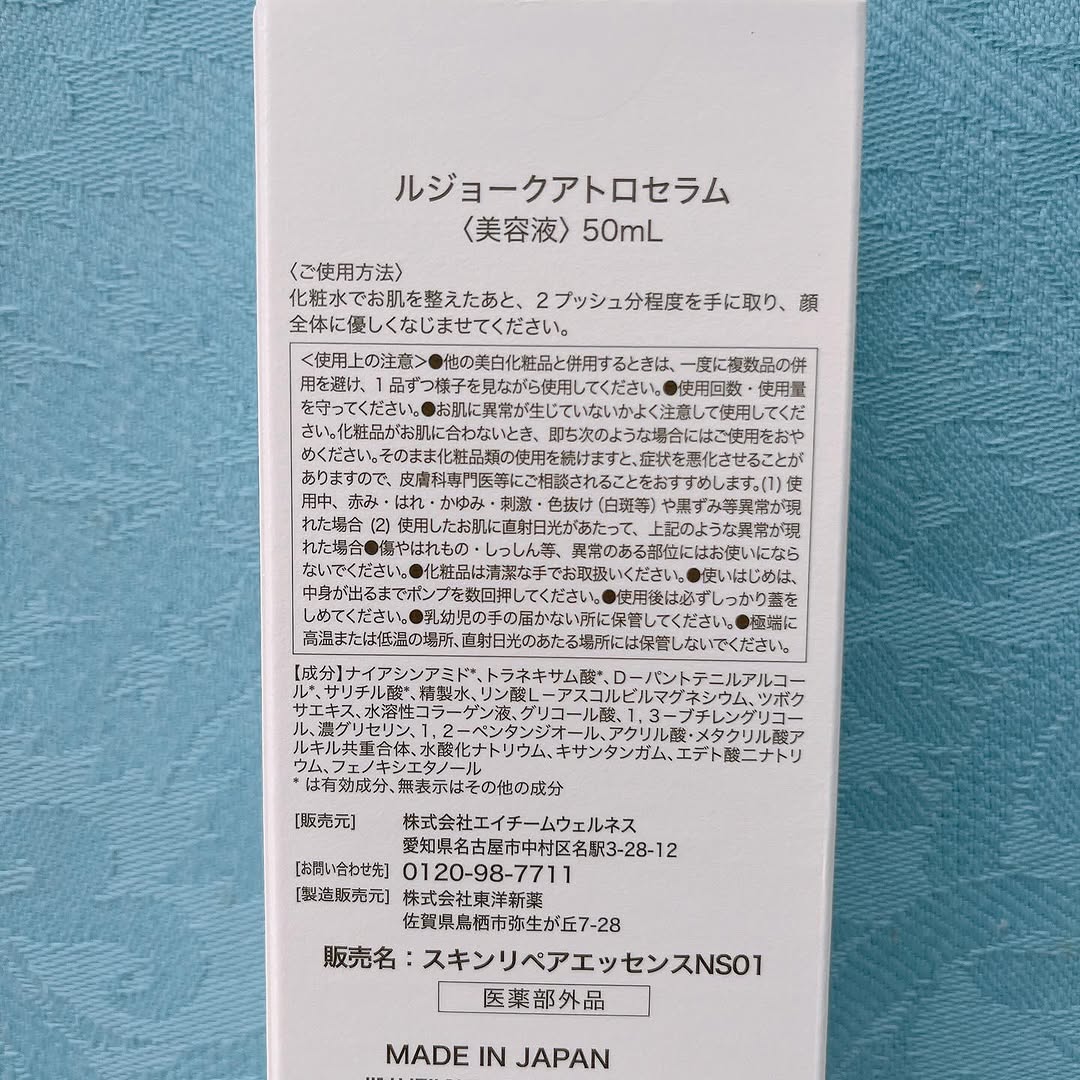 ルジョークアトロセラム
〈美容液〉50mL
〈ご使用方法〉
化粧水でお肌を整えたあと、2プッシュ分程度を手に取り、顔
全体に優しくなじませてください。
<使用上の注意>●他の美白化粧品と併用するときは、一度に複数品の併
用を避け、1品ずつ様子を見ながら使用してください。●使用回数・使用量
を守ってください。●お肌に異常が生じていないかよく注意して使用してくだ
さい。化粧品がお肌に合わないとき、即ち次のような場合にはご使用をおや
めください。そのまま化粧品類の使用を続けますと、症状を悪化させることが
ありますので、皮膚科専門医等にご相談されることをおすすめします。(1) 使
用中、赤み・はれ・かゆみ・刺激・色抜け（白斑等）や黒ずみ等異常が現
れた場合 (2) 使用したお肌に直射日光があたって、上記のような異常が現
れた場合●傷やはれもの・しっしん等、異常のある部位にはお使いになら
ないでください。●化粧品は清潔な手でお取扱いください。●使いはじめは、
中身が出るまでポンプを数回押してください。●使用後は必ずしっかり蓋を
しめてください。●乳幼児の手の届かない所に保管してください。●極端に
高温または低温の場所、直射日光のあたる場所には保管しないでください。
【成分】ナイアシンアミド*、トラネキサム酸*、D－パントテニルアルコー
ル*、サリチル酸*、精製水、リン酸L－アスコルビルマグネシウム、ツボク
サエキス、水溶性コラーゲン液、グリコール酸、1，3－ブチレングリコー
ル、濃グリセリン、1，2－ペンタンジオール、アクリル酸・メタクリル酸ア
ルキル共重合体、水酸化ナトリウム、キサンタンガム、エデト酸二ナトリ
ウム、フェノキシエタノール
* は有効成分、無表示はその他の成分
[販売元] 株式会社エイチームウェルネス
愛知県名古屋市中村区名駅3-28-12
[お問い合わせ先] 0120-98-7711
[製造販売元] 株式会社東洋新薬
佐賀県鳥栖市弥生が丘7-28
販売名：スキンリペアエッセンスNS01
医薬部外品
MADE IN JAPAN